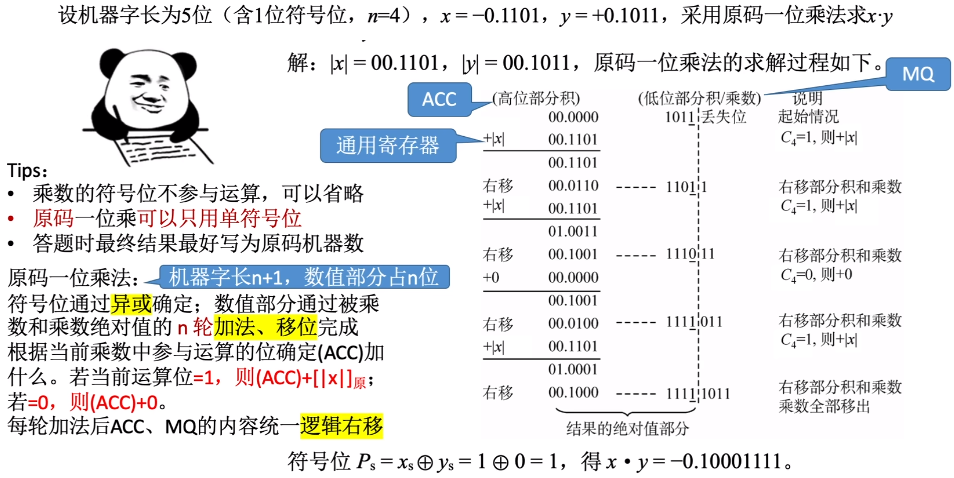 设机器字长为5位（含1位符号位，n=4），x = −0.1101，y = +0.1011，采用原码一位乘法求x·y
解：|x| = 00.1101，|y| = 00.1011，原码一位乘法的求解过程如下。
MQ
ACC
(高位部分积) (低位部分积/乘数) 说明
00.0000 1011 丢失位 起始情况
通用寄存器
+|x| 00.1101 C₄=1, 则+|x|
00.1101
右移 00.0110 ----- 1101 1 右移部分积和乘数
+|x| 00.1101 C₄=1, 则+|x|
01.0011
右移 00.1001 ----- 1110 11 右移部分积和乘数
+0 00.0000 C₄=0, 则+0
00.1001
右移 00.0100 ----- 1111 011 右移部分积和乘数
+|x| 00.1101 C₄=1, 则+|x|
01.0001
右移 00.1000 ----- 1111 1011 右移部分积和乘数
乘数全部移出
结果的绝对值部分
Tips:
• 乘数的符号位不参与运算，可以省略
• 原码一位乘可以只用单符号位
• 答题时最终结果最好写为原码机器数
原码一位乘法： 机器字长n+1，数值部分占n位
符号位通过异或确定；数值部分通过被乘
数和乘数绝对值的 n 轮加法、移位完成
根据当前乘数中参与运算的位确定(ACC)加
什么。若当前运算位=1，则(ACC)+[|x|]原；
若=0，则(ACC)+0。
每轮加法后ACC、MQ的内容统一逻辑右移
符号位 Pₛ = xₛ⊕yₛ = 1⊕0 = 1，得 x • y = −0.10001111。